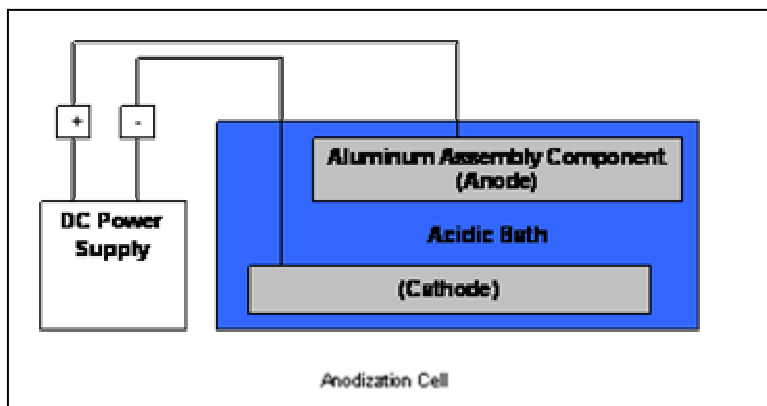 +
-
Aluminum Assembly Component
(Anode)
DC Power
Supply
Acidic Bath
(Cathode)
Anodization Cell